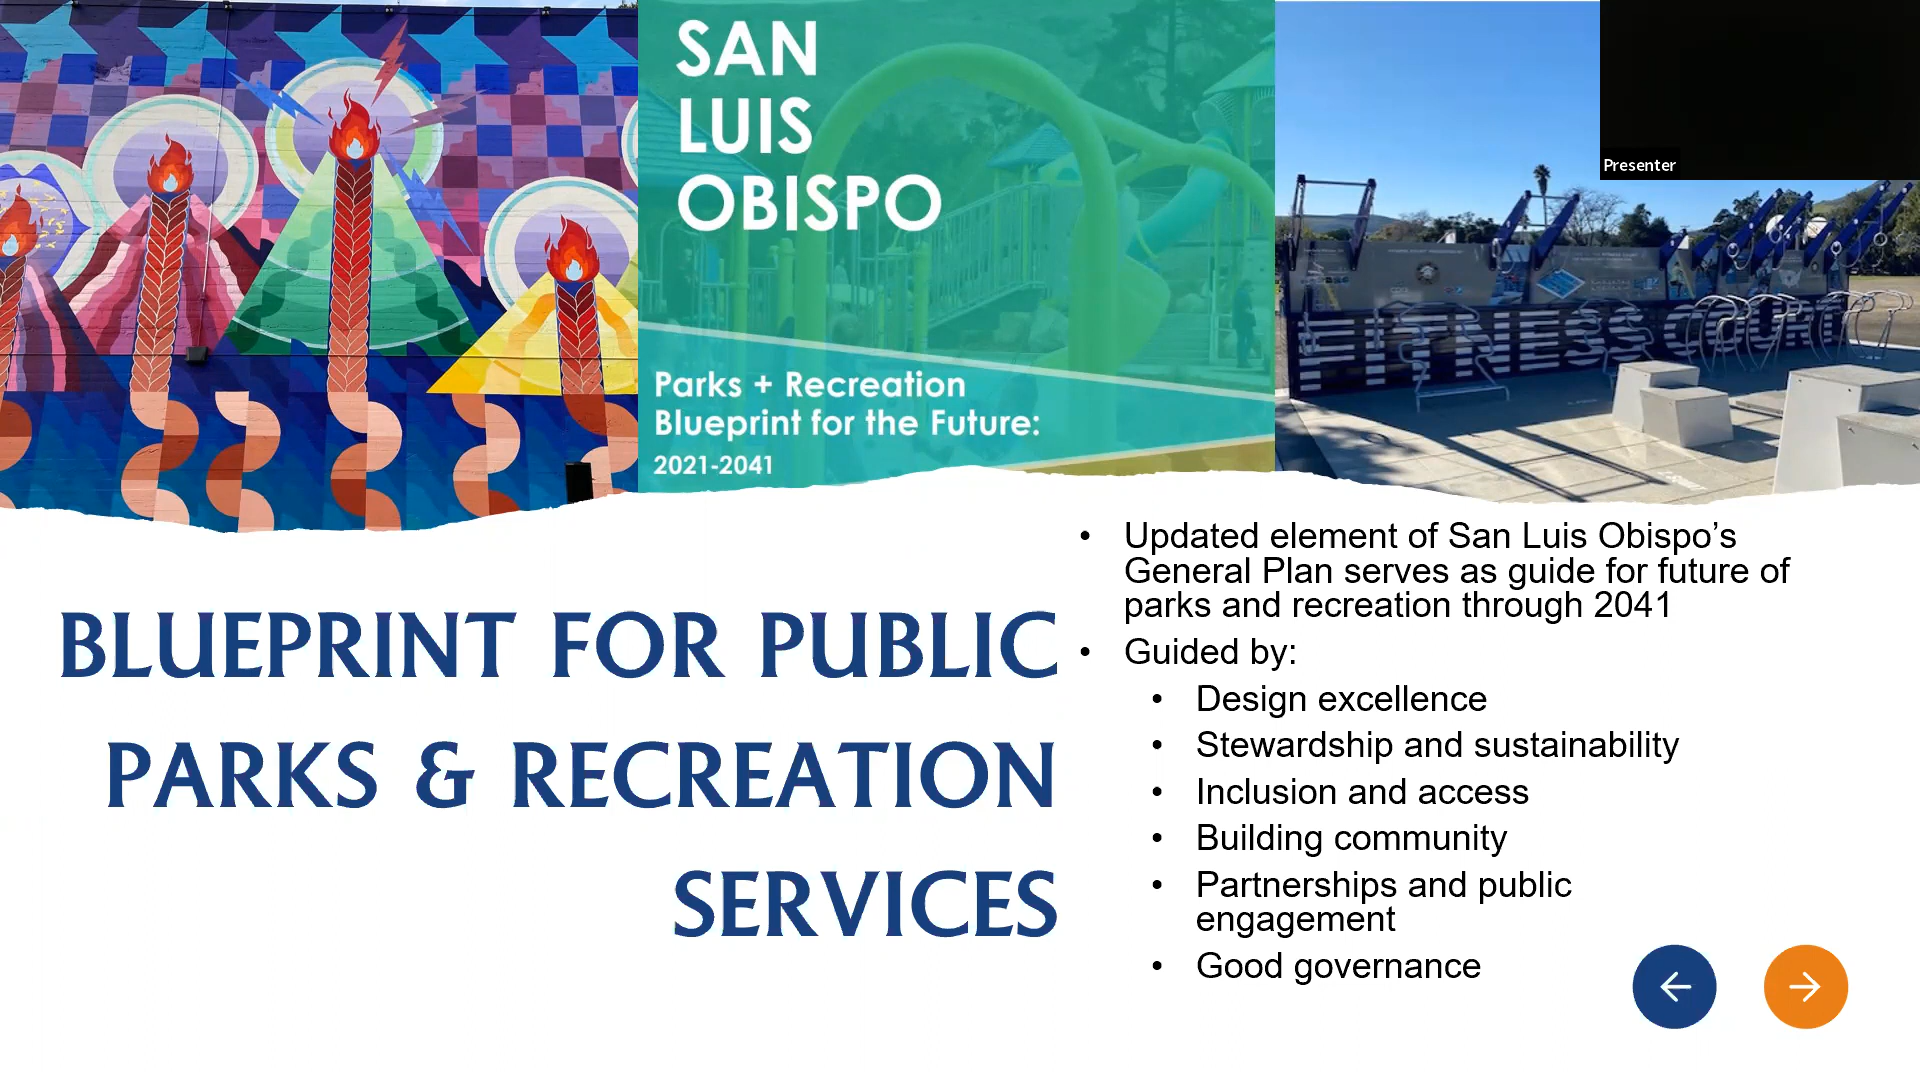 SAN
LUIS
OBISPO
Parks + Recreation
Blueprint for the Future:
2021-2041
Presenter
FITNESS COURT
BLUEPRINT FOR PUBLIC
PARKS & RECREATION
SERVICES
• Updated element of San Luis Obispo’s
General Plan serves as guide for future of
parks and recreation through 2041
• Guided by:
• Design excellence
• Stewardship and sustainability
• Inclusion and access
• Building community
• Partnerships and public
engagement
• Good governance